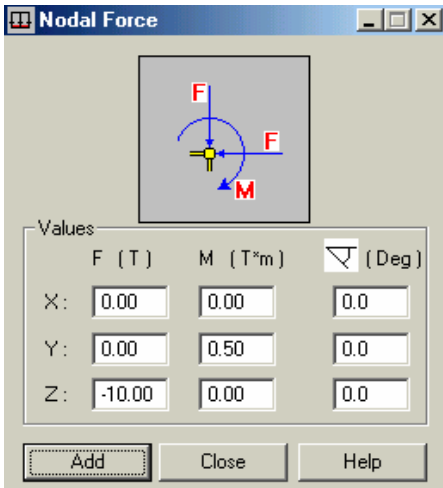 Nodal Force
F
F
M
Values
F (T) M (T*m) (Deg)
X: 0.00 0.00 0.0
Y: 0.00 0.50 0.0
Z: -10.00 0.00 0.0
Add Close Help